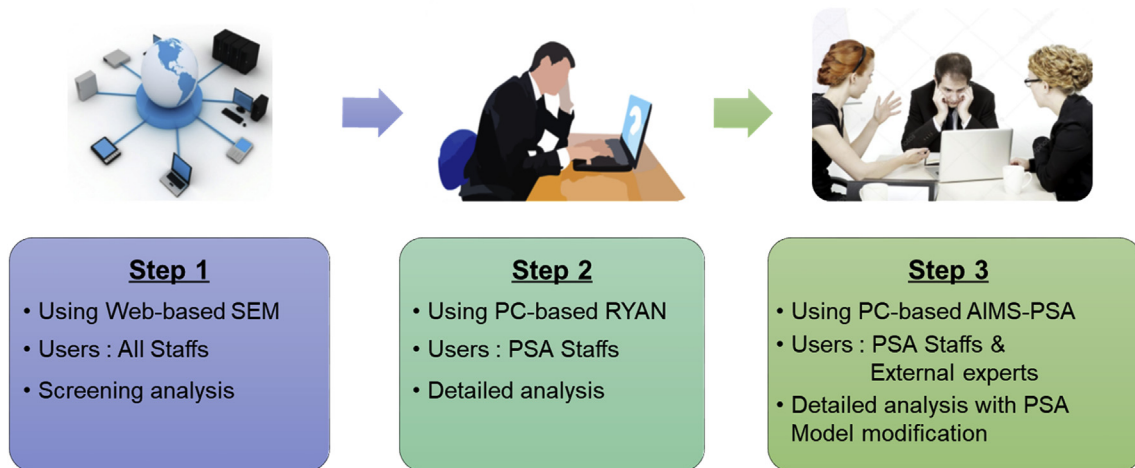 Step 1
• Using Web-based SEM
• Users : All Staffs
• Screening analysis
Step 2
• Using PC-based RYAN
• Users : PSA Staffs
• Detailed analysis
Step 3
• Using PC-based AIMS-PSA
• Users : PSA Staffs &
External experts
• Detailed analysis with PSA
Model modification